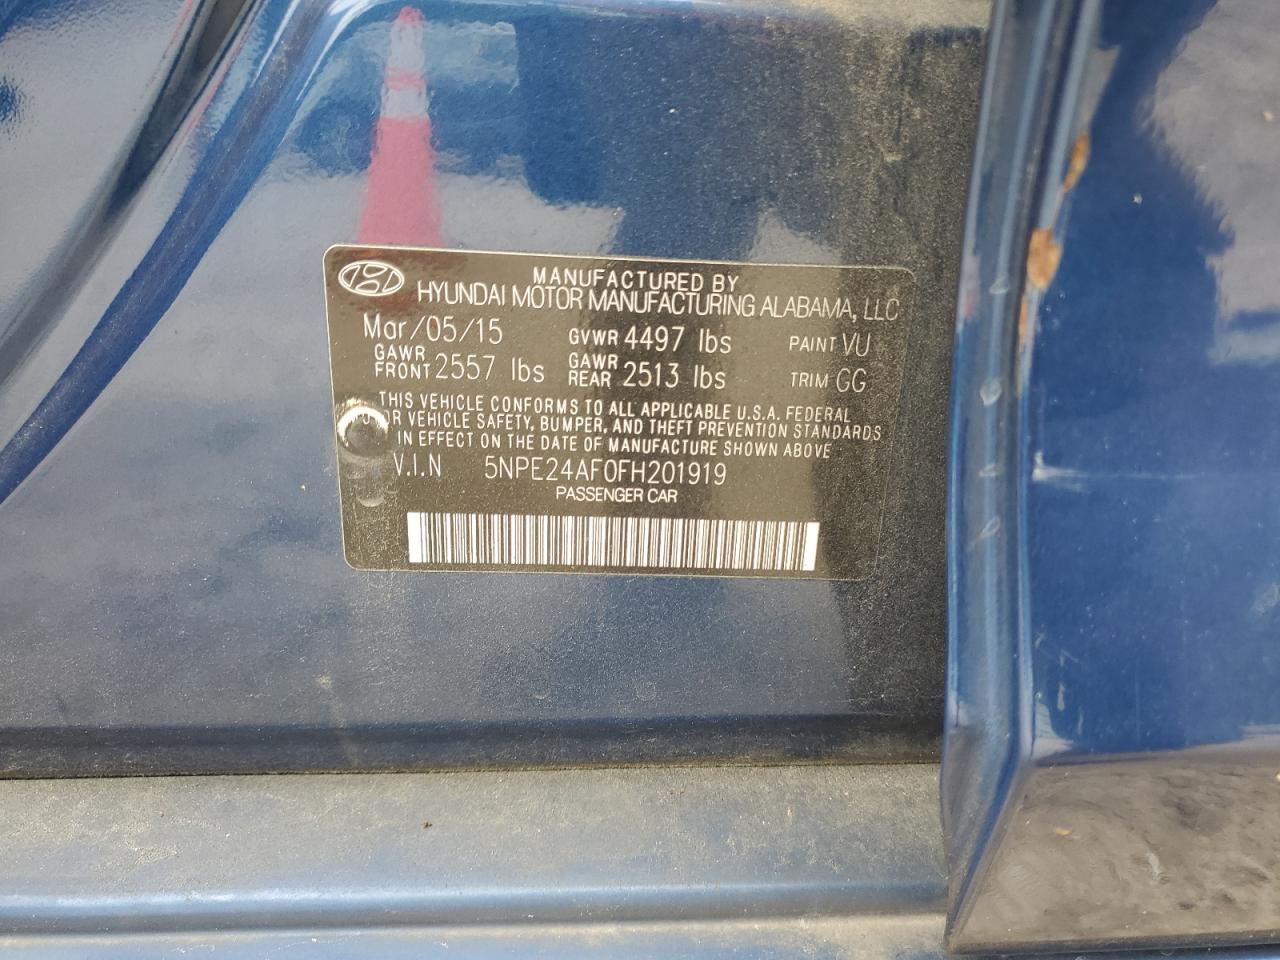 MANUFACTURED BY
HYUNDAI MOTOR MANUFACTURING ALABAMA, LLC
Mar/05/15 GVWR 4497 lbs PAINT VU
GAWR FRONT 2557 lbs GAWR REAR 2513 lbs TRIM GG
THIS VEHICLE CONFORMS TO ALL APPLICABLE U.S.A. FEDERAL
OR VEHICLE SAFETY, BUMPER, AND THEFT PREVENTION STANDARDS
IN EFFECT ON THE DATE OF MANUFACTURE SHOWN ABOVE
V.I.N 5NPE24AF0FH201919
PASSENGER CAR